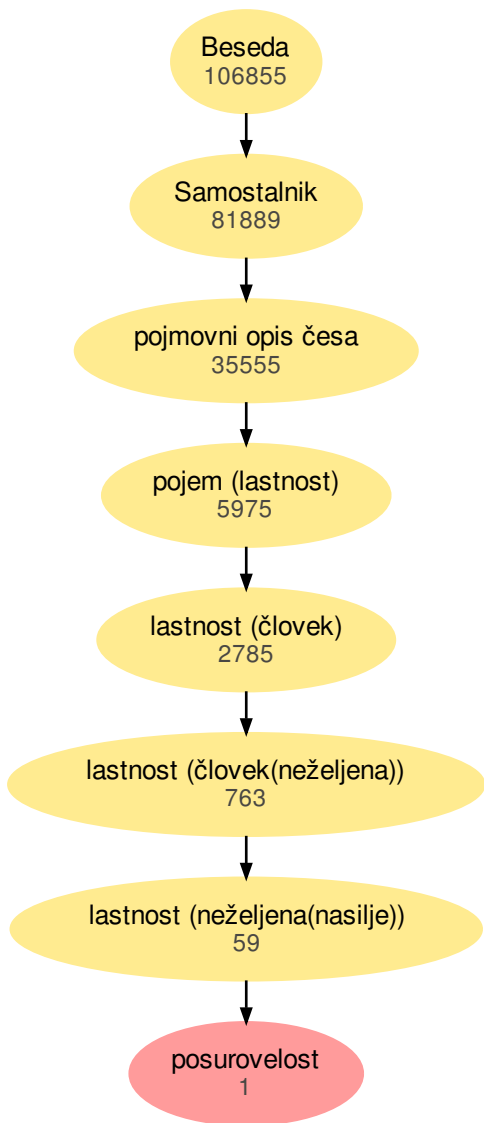 Beseda
106855
Samostalnik
81889
pojmovni opis česa
35555
pojem (lastnost)
5975
lastnost (človek)
2785
lastnost (človek(neželjena))
763
lastnost (neželjena(nasilje))
59
posurovelost
1